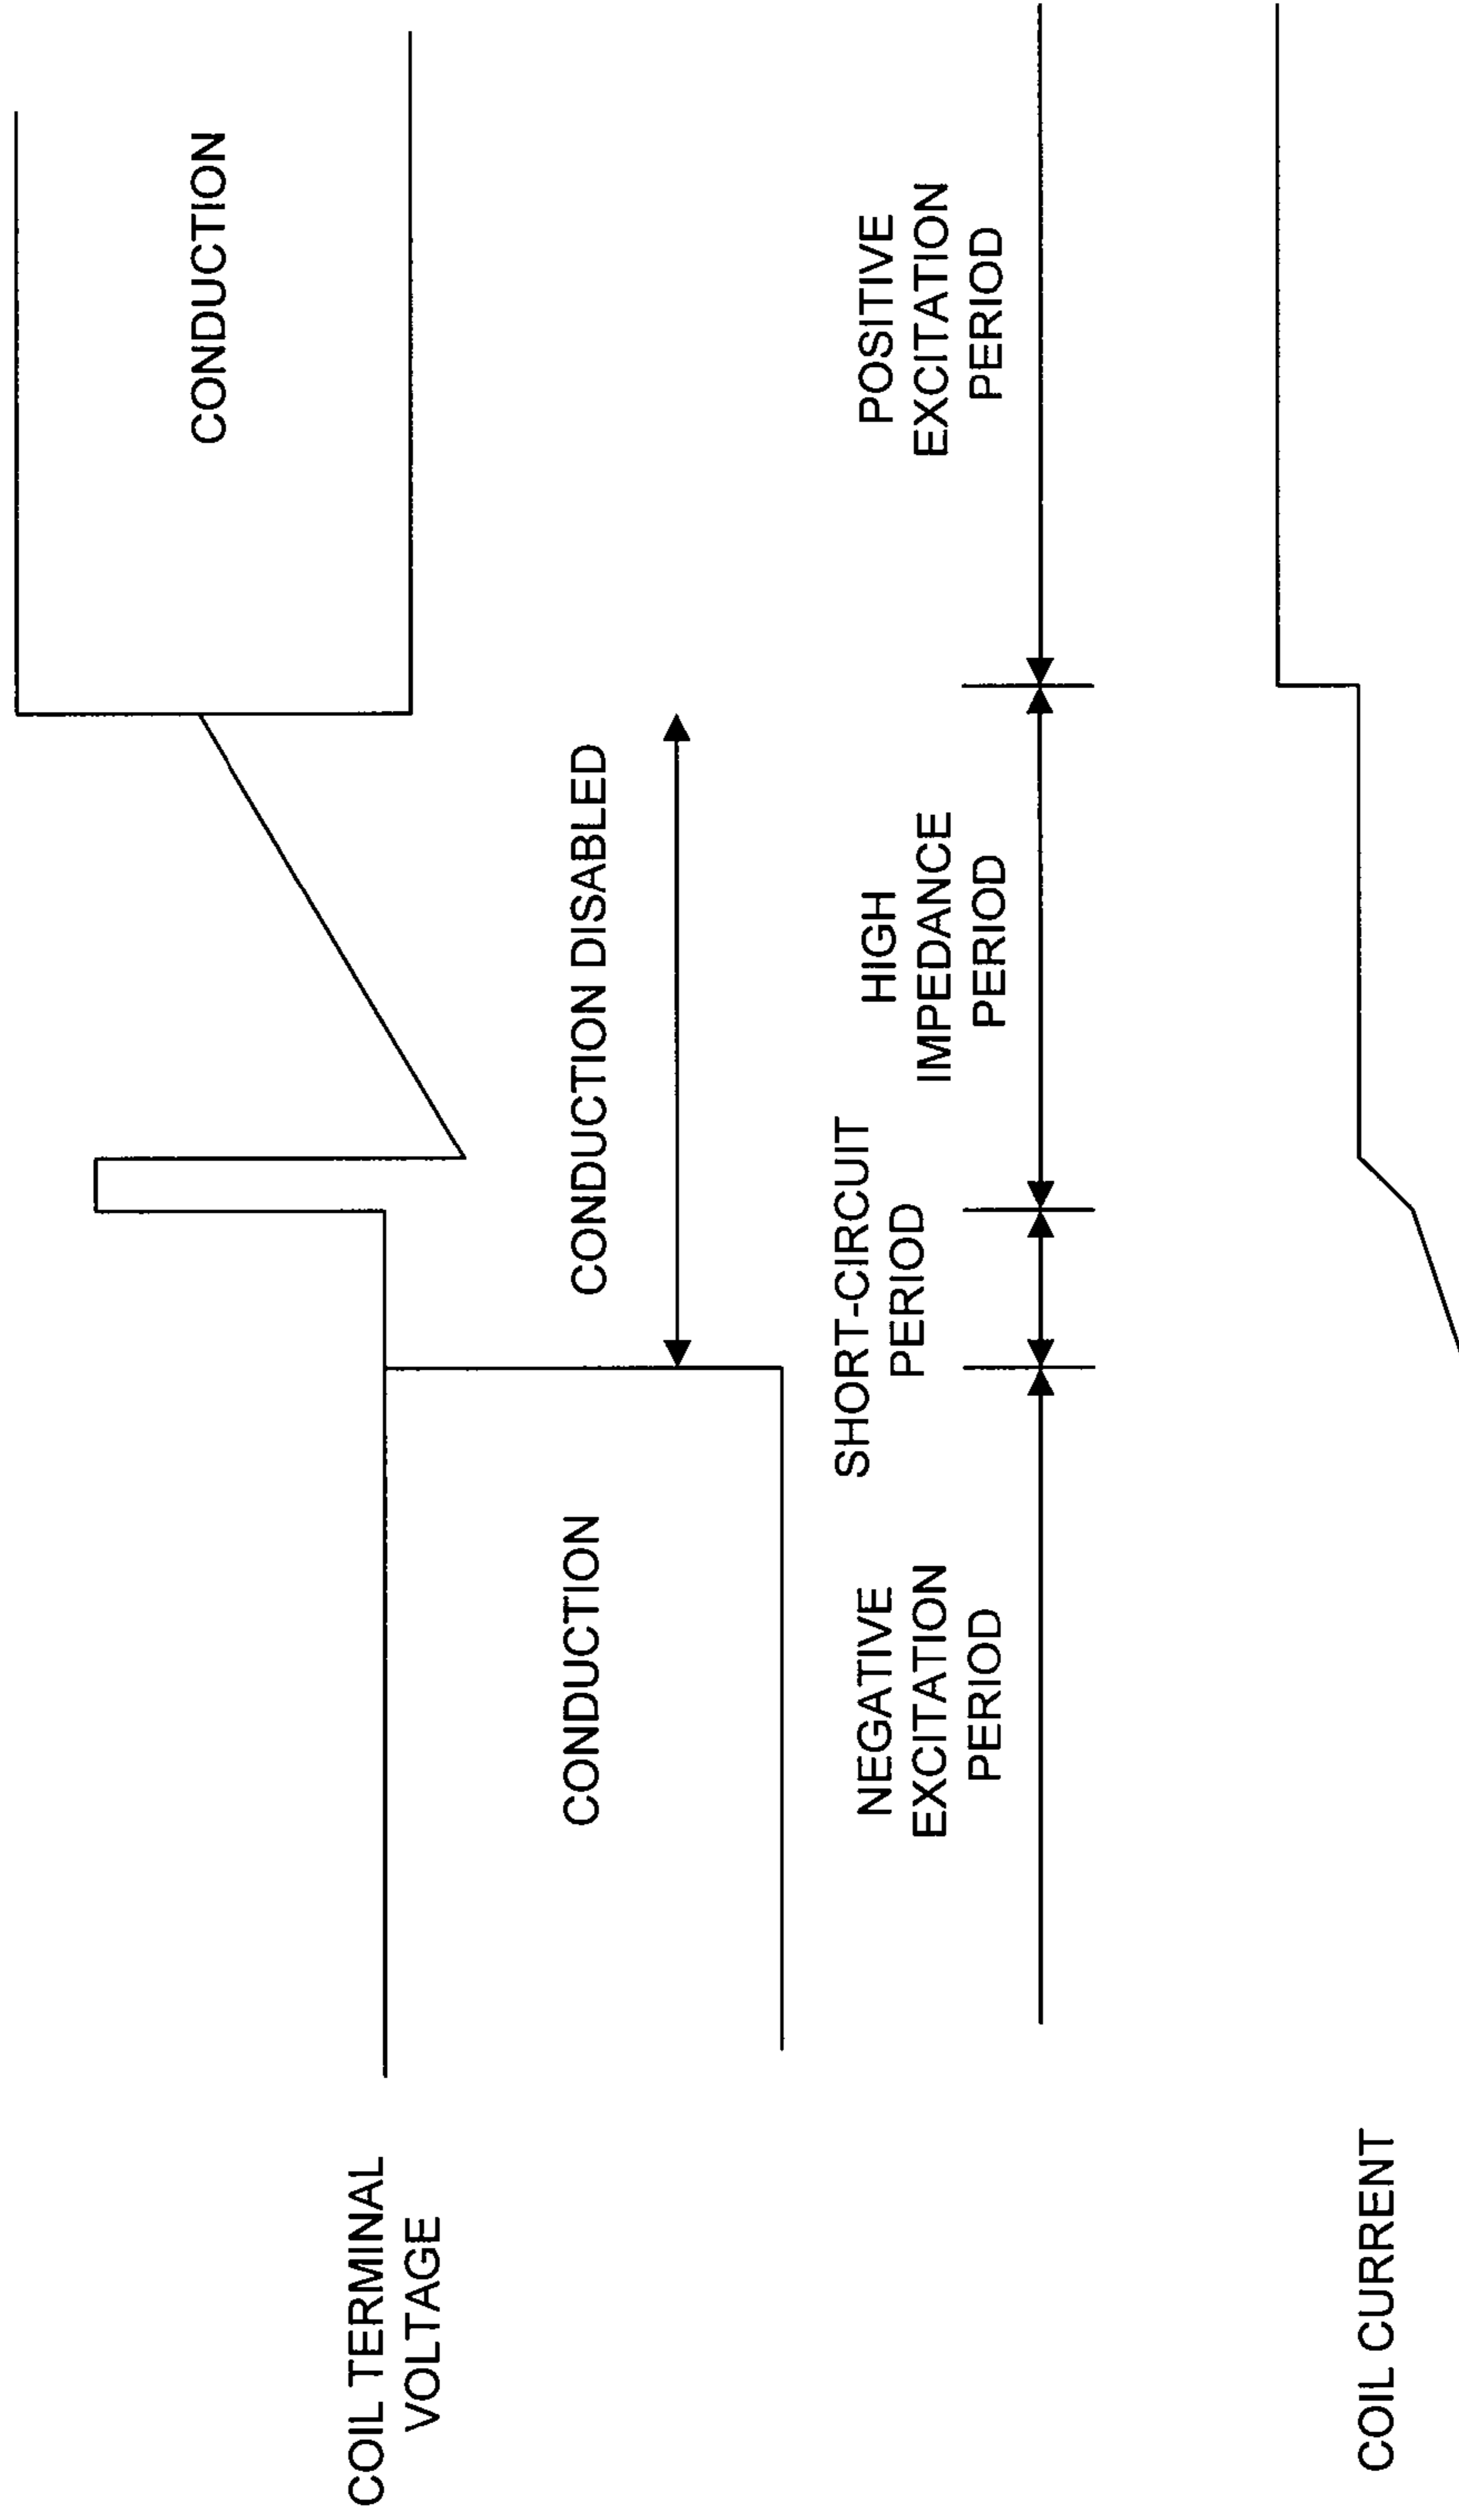 COIL TERMINAL
VOLTAGE
CONDUCTION
CONDUCTION
CONDUCTION DISABLED
NEGATIVE
EXCITATION
PERIOD
SHORT-CIRCUIT
PERIOD
HIGH
IMPEDANCE
PERIOD
POSITIVE
EXCITATION
PERIOD
COIL CURRENT